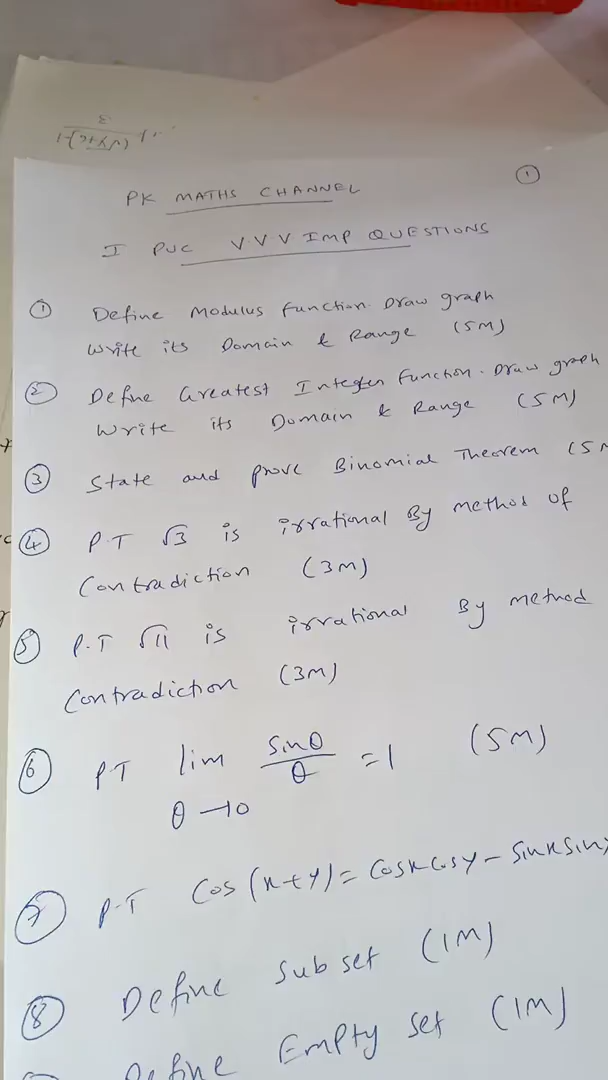 ①
PK MATHS CHANNEL
I PUC VVV IMP QUESTIONS
① Define Modulus function. Draw graph
Write its Domain & Range (5M)
② Define Greatest Integer Function. Draw graph
Write its Domain & Range (5M)
③ State and prove Binomial Theorem (5M
④ P.T √3 is irrational By method of
Contradiction (3M)
⑤ P.T √11 is irrational By method
Contradiction (3M)
⑥ PT lim sinθ/θ = 1 (5M)
θ→0
⑦ P.T Cos(x+y) = Cosx Cosy - Sinx Sin
⑧ Define Subset (1M)
Define Empty Set (1M)